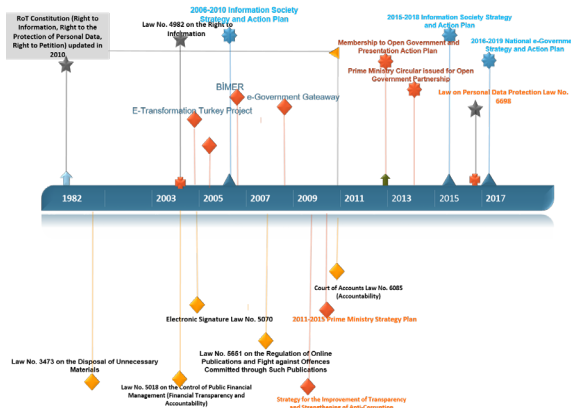 RoT Constitution (Right to
Information, Right to the
Protection of Personal Data,
Right to Petition) updated in
2010
Law No. 4982 on the Right to
Information
2006-2010 Information Society
Strategy and Action Plan
2015-2018 Information Society Strategy
and Action Plan
Membership to Open Government and
Presentation Action Plan
2016-2019 National e-Government
Strategy and Action Plan
Prime Ministry Circular issued for Open
Government Partnership
Law on Personal Data Protection Law No.
6698
BİMER
e-Government Gateaway
E-Transformation Turkey Project
1982
2003
2005
2007
2009
2011
2013
2015
2017
Court of Accounts Law No. 6085
(Accountability)
Electronic Signature Law No. 5070
2011-2015 Prime Ministry Strategy Plan
Law No. 3473 on the Disposal of Unnecessary
Materials
Law No. 5651 on the Regulation of Online
Publications and Fight against Offences
Committed through Such Publications
Law No. 5018 on the Control of Public Financial
Management (Financial Transparency and
Accountability)
Strategy for the Improvement of Transparency
and Strengthening of Anti-Corruption